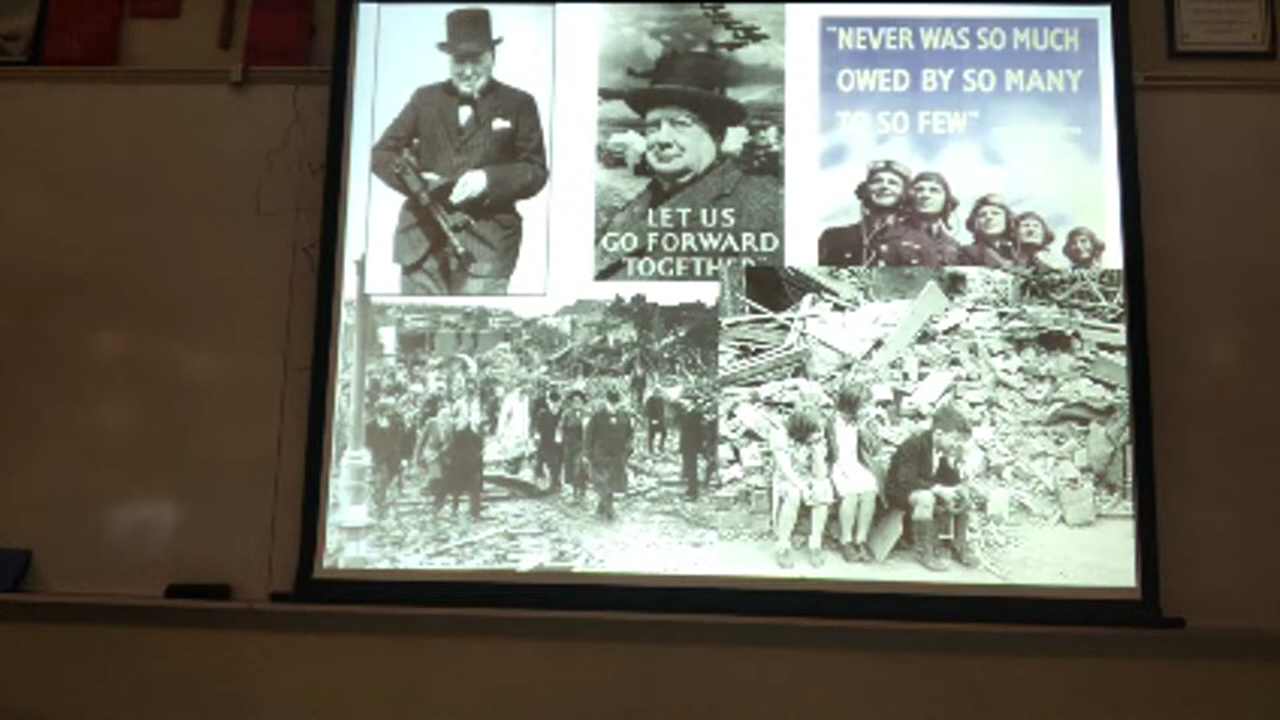 LET US
GO FORWARD
TOGETHER"
"NEVER WAS SO MUCH
OWED BY SO MANY
TO SO FEW"